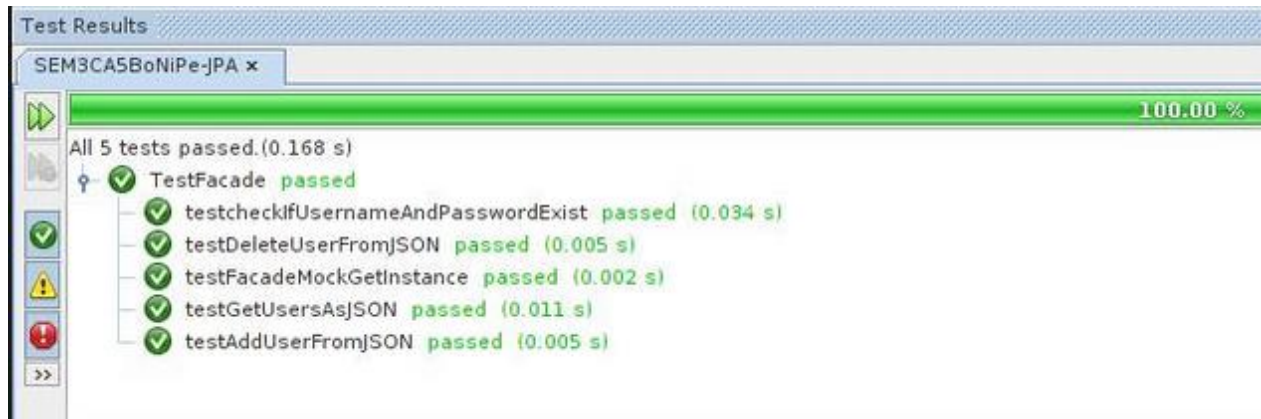 Test Results
SEM3CA5BoNiPe-JPA ×
100.00 %
All 5 tests passed.(0.168 s)
TestFacade passed
testcheckIfUsernameAndPasswordExist passed (0.034 s)
testDeleteUserFromJSON passed (0.005 s)
testFacadeMockGetInstance passed (0.002 s)
testGetUsersAsJSON passed (0.011 s)
testAddUserFromJSON passed (0.005 s)
>>